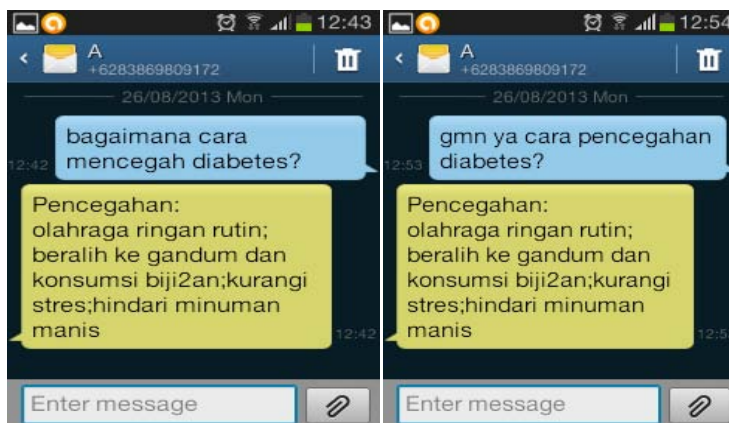 12:43
A
+6283869809172
26/08/2013 Mon
bagaimana cara
mencegah diabetes?
12:42
Pencegahan:
olahraga ringan rutin;
beralih ke gandum dan
konsumsi biji2an;kurangi
stres;hindari minuman
manis
12:42
Enter message
12:54
A
+6283869809172
26/08/2013 Mon
gmn ya cara pencegahan
diabetes?
12:53
Pencegahan:
olahraga ringan rutin;
beralih ke gandum dan
konsumsi biji2an;kurangi
stres;hindari minuman
manis
Enter message